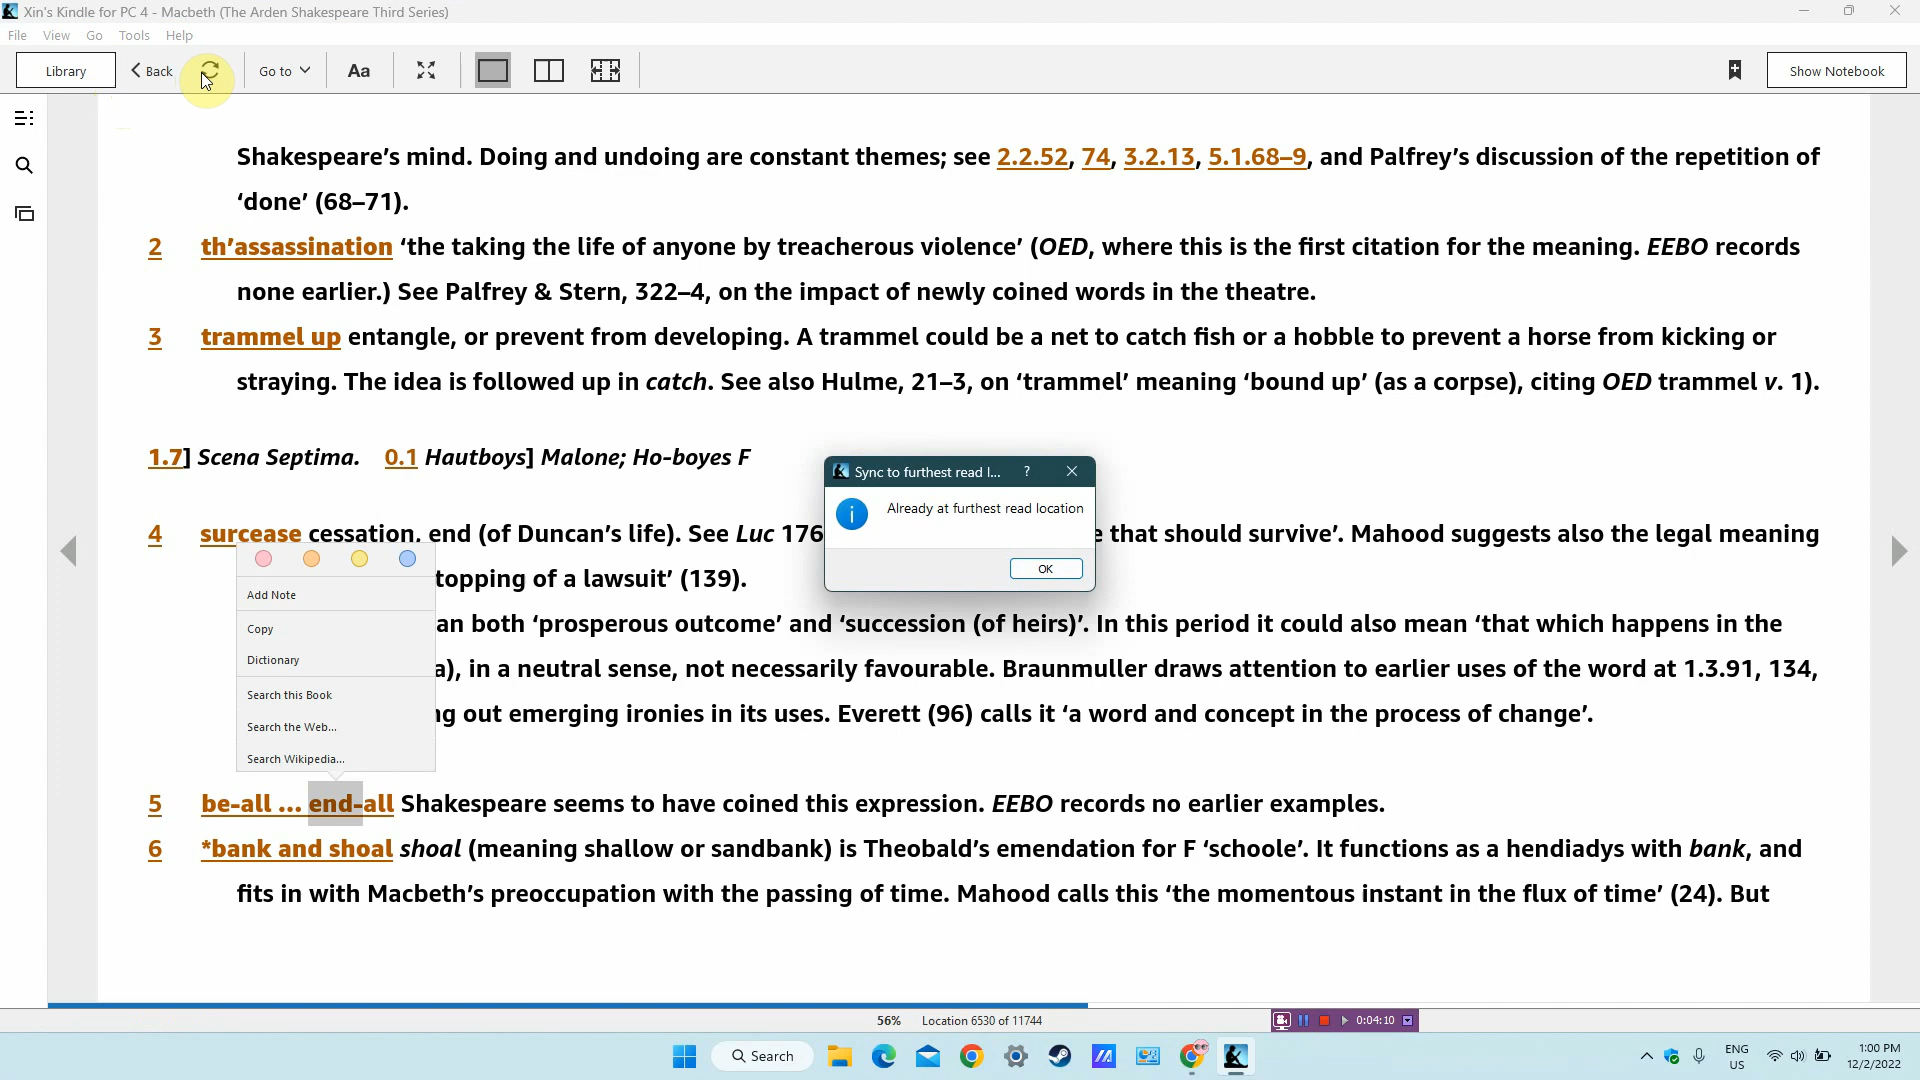 Xin's Kindle for PC 4 - Macbeth (The Arden Shakespeare Third Series)
File View Go Tools Help
Library Back Go to Aa Show Notebook
Shakespeare’s mind. Doing and undoing are constant themes; see 2.2.52, 74, 3.2.13, 5.1.68–9, and Palfrey’s discussion of the repetition of
‘done’ (68–71).
2 th’assassination ‘the taking the life of anyone by treacherous violence’ (OED, where this is the first citation for the meaning. EEBO records
none earlier.) See Palfrey & Stern, 322–4, on the impact of newly coined words in the theatre.
3 trammel up entangle, or prevent from developing. A trammel could be a net to catch fish or a hobble to prevent a horse from kicking or
straying. The idea is followed up in catch. See also Hulme, 21–3, on ‘trammel’ meaning ‘bound up’ (as a corpse), citing OED trammel v. 1).
1.7] Scena Septima. 0.1 Hautboys] Malone; Ho-boyes F
Sync to furthest read l... ?
Already at furthest read location
OK
4 surcease cessation, end (of Duncan’s life). See Luc 176 that should survive’. Mahood suggests also the legal meaning
topping of a lawsuit’ (139).
an both ‘prosperous outcome’ and ‘succession (of heirs)’. In this period it could also mean ‘that which happens in the
a), in a neutral sense, not necessarily favourable. Braunmuller draws attention to earlier uses of the word at 1.3.91, 134,
g out emerging ironies in its uses. Everett (96) calls it ‘a word and concept in the process of change’.
Add Note
Copy
Dictionary
Search this Book
Search the Web...
Search Wikipedia...
5 be-all ... end-all Shakespeare seems to have coined this expression. EEBO records no earlier examples.
6 *bank and shoal shoal (meaning shallow or sandbank) is Theobald’s emendation for F ‘schoole’. It functions as a hendiadys with bank, and
fits in with Macbeth’s preoccupation with the passing of time. Mahood calls this ‘the momentous instant in the flux of time’ (24). But
56% Location 6530 of 11744
0:04:10
Search
ENG
US
1:00 PM
12/2/2022